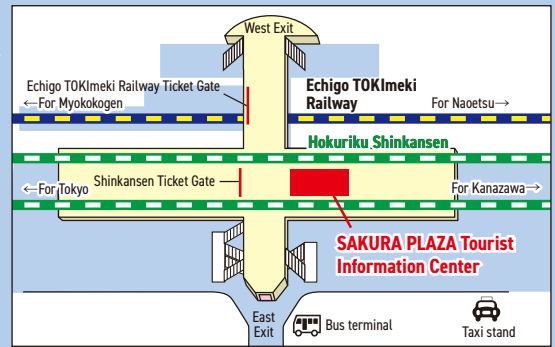 West Exit
Echigo TOKImeki Railway Ticket Gate
←For Myokokogen
Echigo TOKImeki
Railway
For Naoetsu→
Hokuriku Shinkansen
←For Tokyo
Shinkansen Ticket Gate
For Kanazawa→
SAKURA PLAZA Tourist
Information Center
East
Exit
Bus terminal
Taxi stand